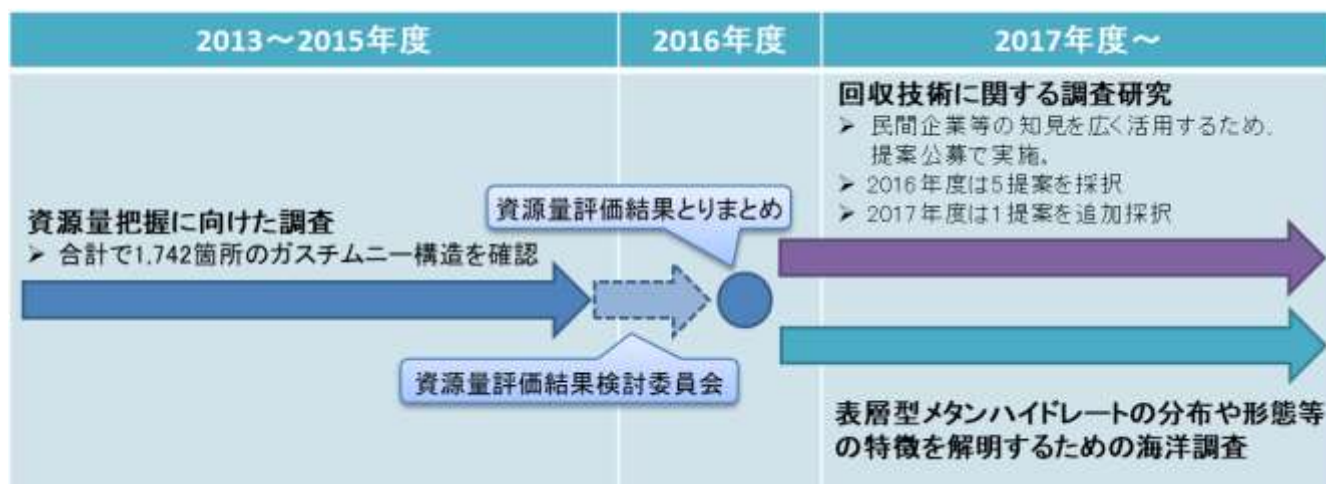 2013～2015年度
2016年度
2017年度～
資源量把握に向けた調査
➢ 合計で1,742箇所のガスチムニー構造を確認
資源量評価結果とりまとめ
資源量評価結果検討委員会
回収技術に関する調査研究
➢ 民間企業等の知見を広く活用するため、
提案公募で実施。
➢ 2016年度は5提案を採択
➢ 2017年度は1提案を追加採択
表層型メタンハイドレートの分布や形態等
の特徴を解明するための海洋調査